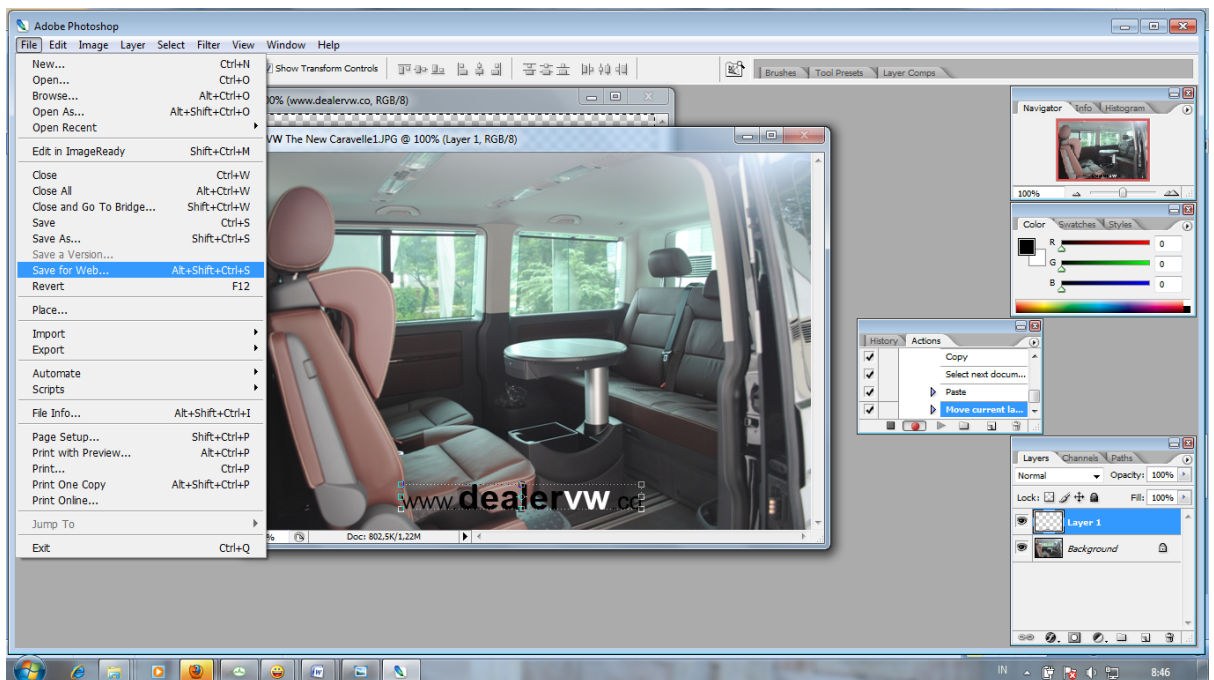 Adobe Photoshop
File Edit Image Layer Select Filter View Window Help
New... Ctrl+N
Open... Ctrl+O
Browse... Alt+Ctrl+O
Open As... Alt+Shift+Ctrl+O
Open Recent
Edit in ImageReady Shift+Ctrl+M
Close Ctrl+W
Close All Alt+Ctrl+W
Close and Go To Bridge... Shift+Ctrl+W
Save Ctrl+S
Save As... Shift+Ctrl+S
Save a Version...
Save for Web... Alt+Shift+Ctrl+S
Revert F12
Place...
Import
Export
Automate
Scripts
File Info... Alt+Shift+Ctrl+I
Page Setup... Shift+Ctrl+P
Print with Preview... Alt+Ctrl+P
Print... Ctrl+P
Print One Copy Alt+Shift+Ctrl+P
Print Online...
Jump To
Exit Ctrl+Q
Show Transform Controls
Brushes Tool Presets Layer Comps
00% (www.dealervw.co, RGB/8)
VW The New Caravelle1.JPG @ 100% (Layer 1, RGB/8)
www.dealervw.co
% Doc: 802,5K/1,22M
Navigator Info Histogram
100%
Color Swatches Styles
R 0
G 0
B 0
History Actions
Copy
Select next docum...
Paste
Move current la...
Layers Channels Paths
Normal Opacity: 100%
Lock: Fill: 100%
Layer 1
Background
IN 8:46